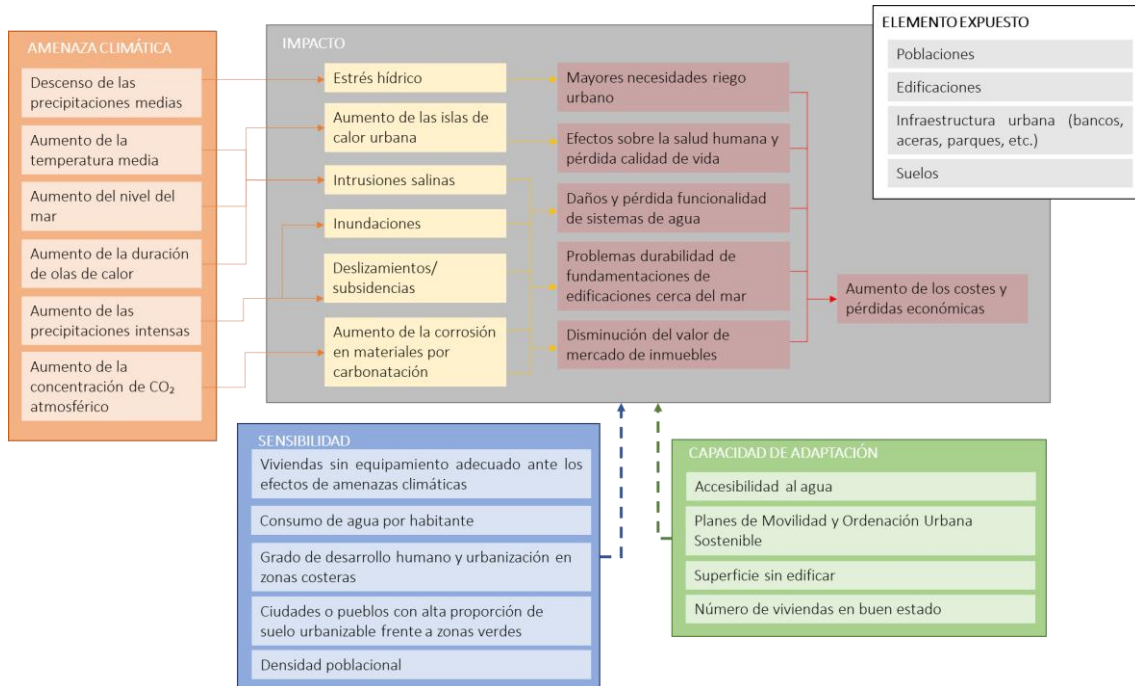 AMENAZA CLIMÁTICA
Descenso de las
precipitaciones medias
Aumento de la
temperatura media
Aumento del nivel del
mar
Aumento de la duración
de olas de calor
Aumento de las
precipitaciones intensas
Aumento de la
concentración de CO₂
atmosférico
IMPACTO
Estrés hídrico
Aumento de las islas de
calor urbana
Intrusiones salinas
Inundaciones
Deslizamientos/
subsidencias
Aumento de la corrosión
en materiales por
carbonatación
Mayores necesidades riego
urbano
Efectos sobre la salud humana y
pérdida calidad de vida
Daños y pérdida funcionalidad
de sistemas de agua
Problemas durabilidad de
fundamentaciones de
edificaciones cerca del mar
Disminución del valor de
mercado de inmuebles
Aumento de los costes y
pérdidas económicas
ELEMENTO EXPUESTO
Poblaciones
Edificaciones
Infraestructura urbana (bancos,
aceras, parques, etc.)
Suelos
SENSIBILIDAD
Viviendas sin equipamiento adecuado ante los
efectos de amenazas climáticas
Consumo de agua por habitante
Grado de desarrollo humano y urbanización en
zonas costeras
Ciudades o pueblos con alta proporción de
suelo urbanizable frente a zonas verdes
Densidad poblacional
CAPACIDAD DE ADAPTACIÓN
Accesibilidad al agua
Planes de Movilidad y Ordenación Urbana
Sostenible
Superficie sin edificar
Número de viviendas en buen estado